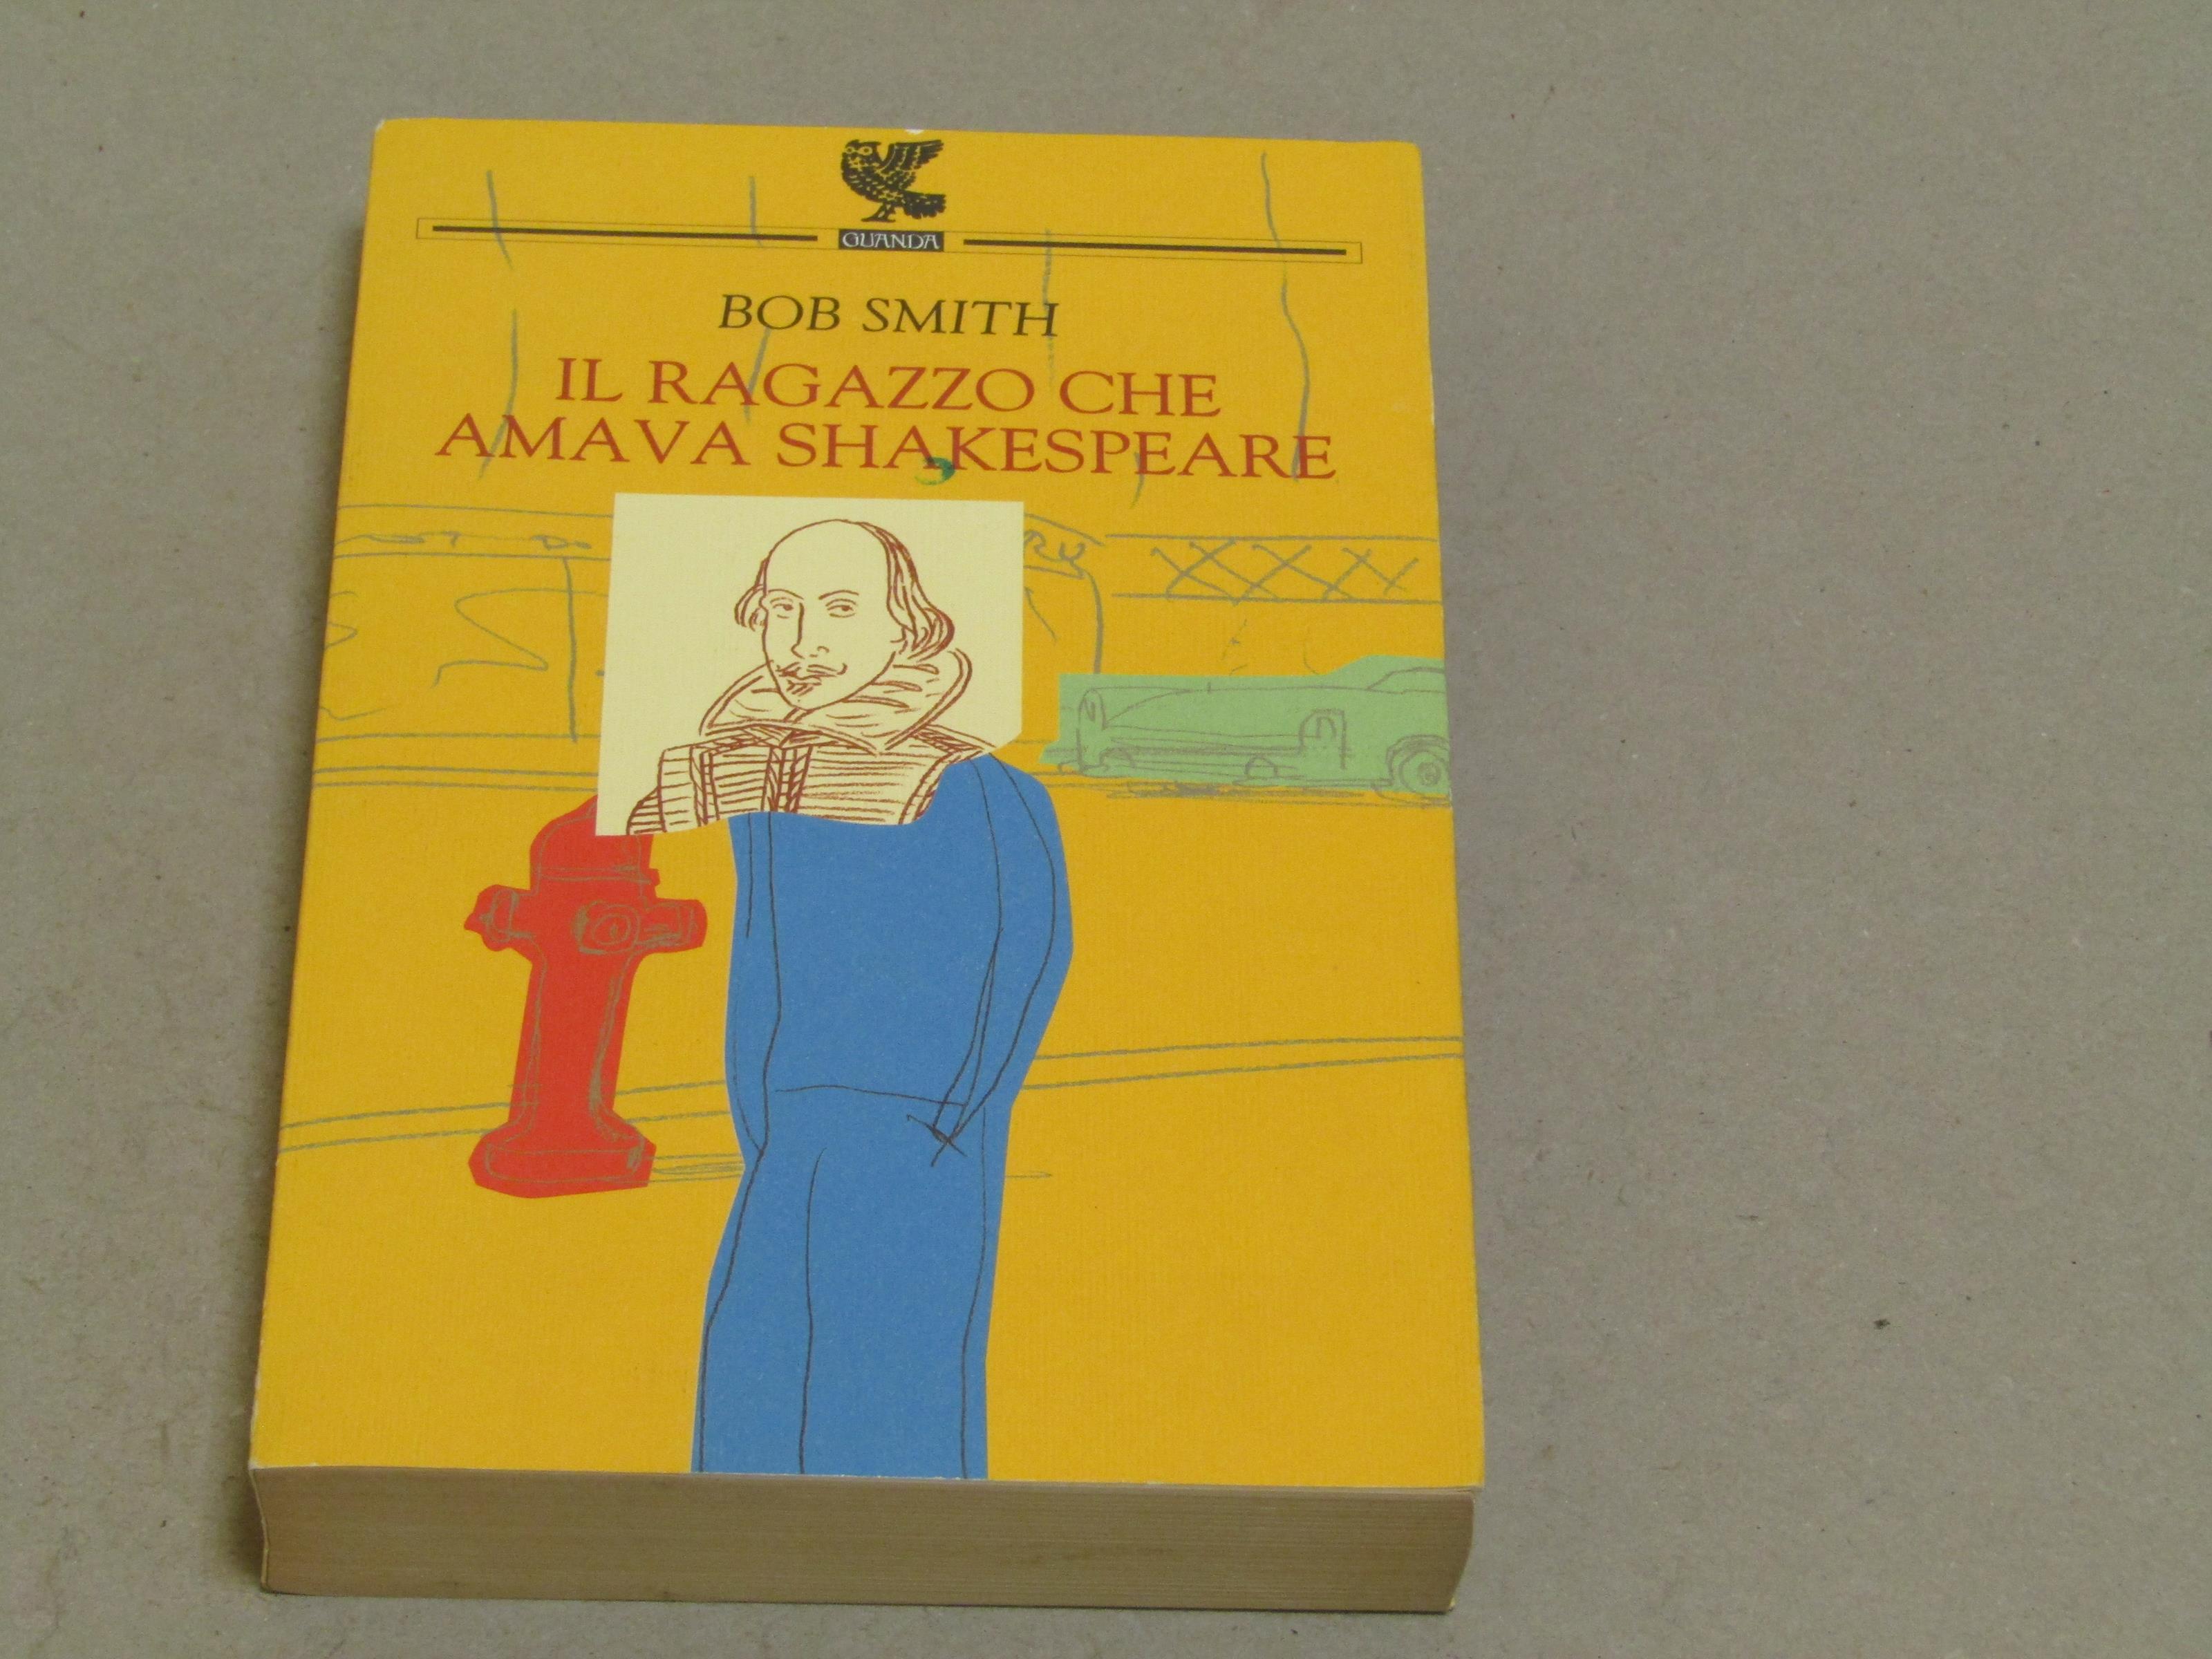 GUANDA
BOB SMITH
IL RAGAZZO CHE
AMAVA SHAKESPEARE